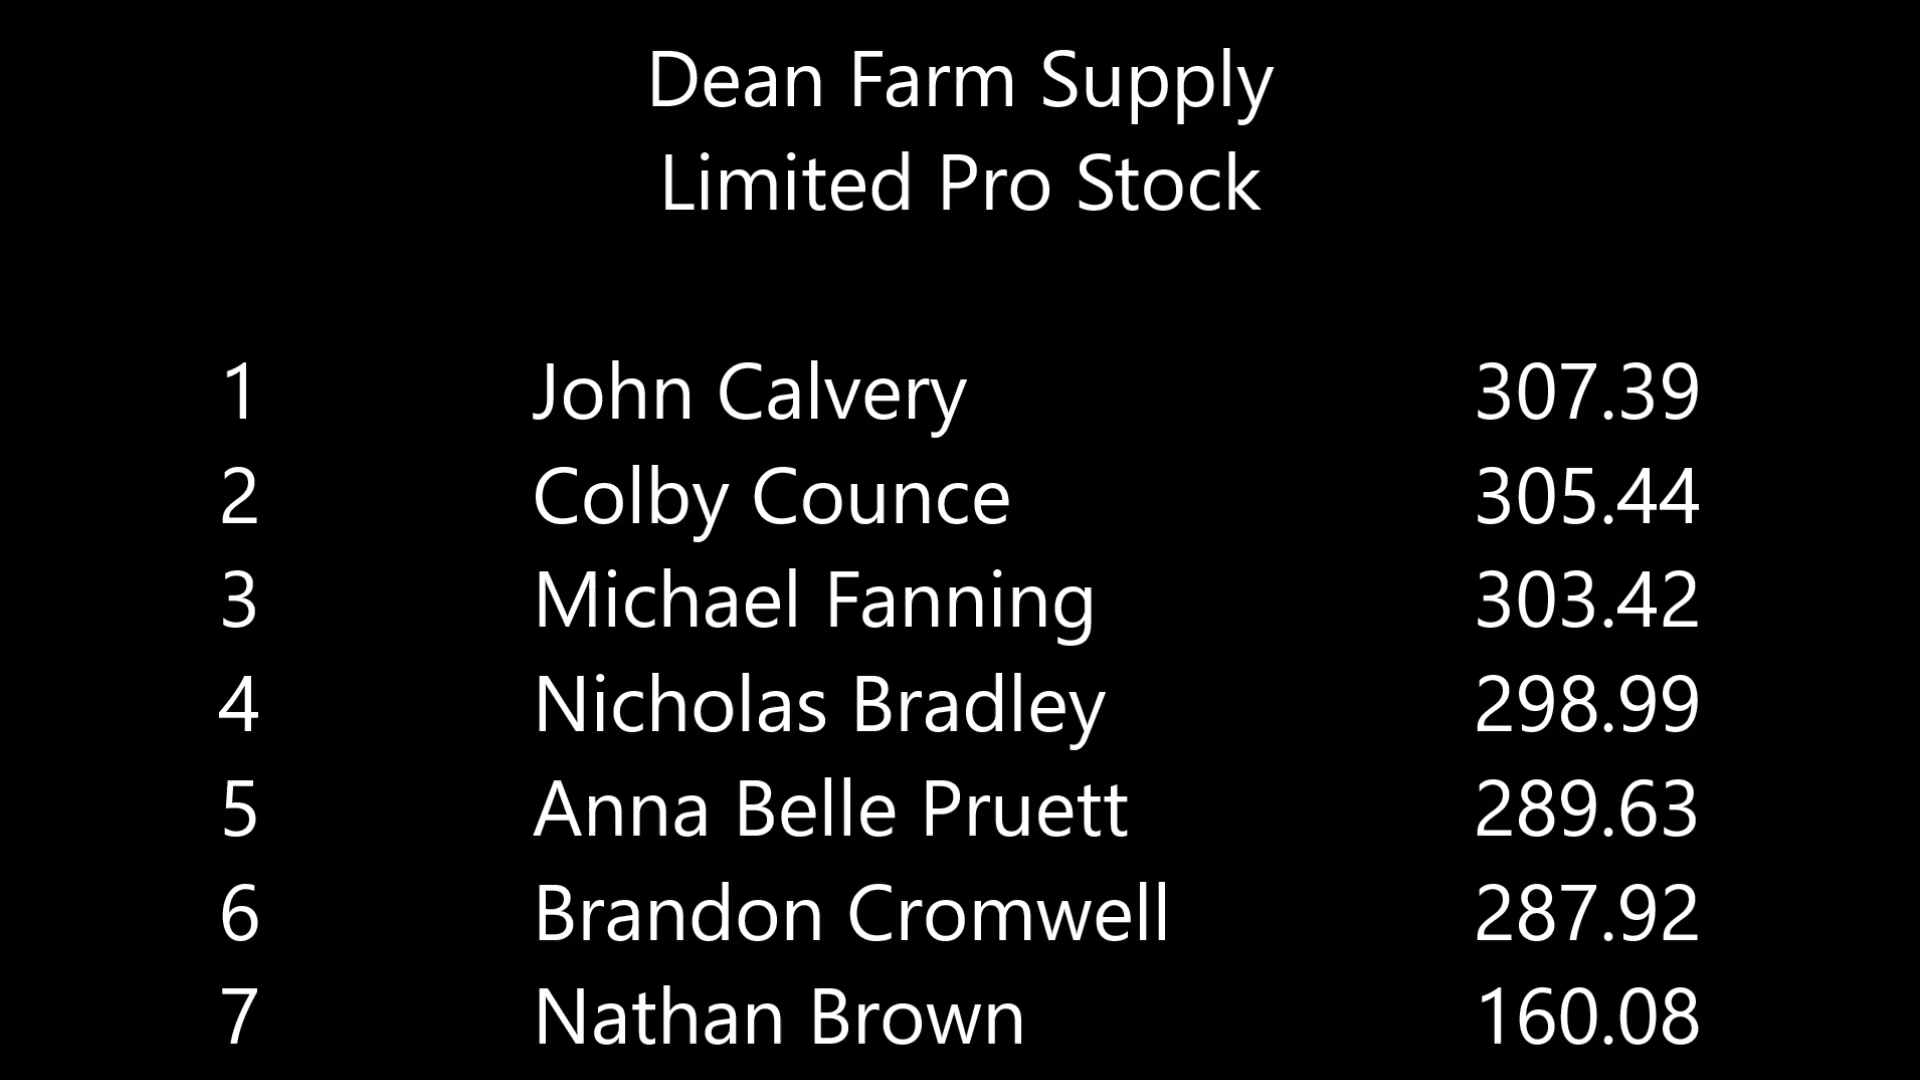 Dean Farm Supply
Limited Pro Stock
1 John Calvery 307.39
2 Colby Counce 305.44
3 Michael Fanning 303.42
4 Nicholas Bradley 298.99
5 Anna Belle Pruett 289.63
6 Brandon Cromwell 287.92
7 Nathan Brown 160.08